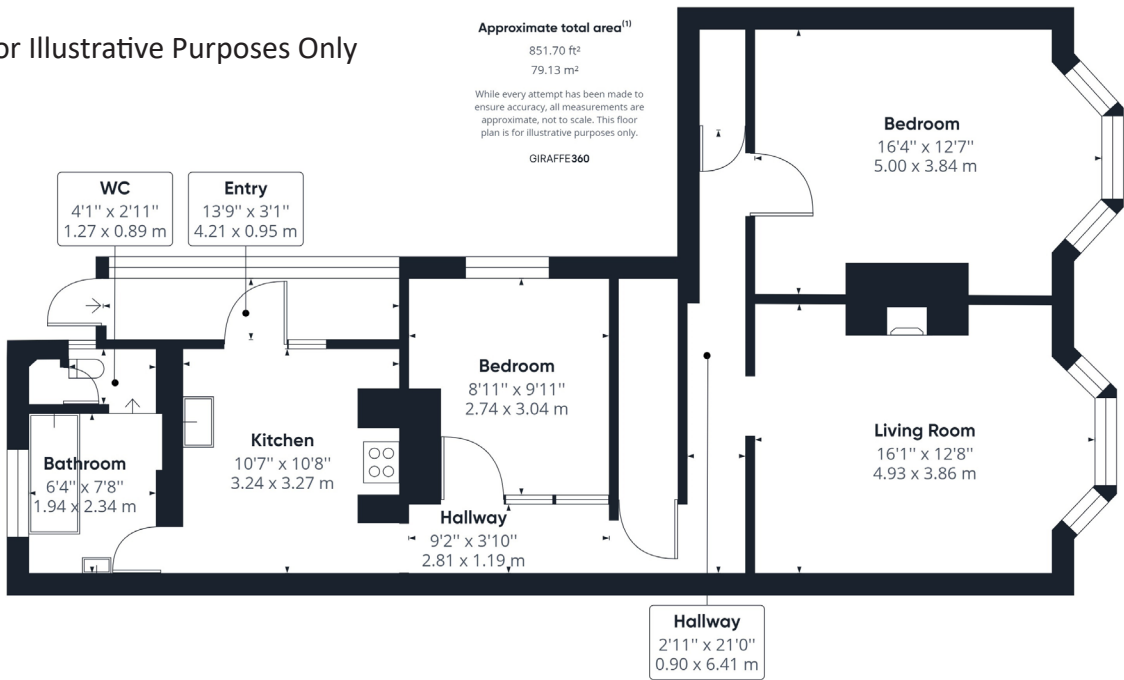 or Illustrative Purposes Only
Approximate total area(1)
851.70 ft²
79.13 m²
While every attempt has been made to
ensure accuracy, all measurements are
approximate, not to scale. This floor
plan is for illustrative purposes only.
GIRAFFE360
Bedroom
16'4" x 12'7"
5.00 x 3.84 m
WC
4'1" x 2'11"
1.27 x 0.89 m
Entry
13'9" x 3'1"
4.21 x 0.95 m
Bedroom
8'11" x 9'11"
2.74 x 3.04 m
Living Room
16'1" x 12'8"
4.93 x 3.86 m
Kitchen
10'7" x 10'8"
3.24 x 3.27 m
Bathroom
6'4" x 7'8"
1.94 x 2.34 m
Hallway
9'2" x 3'10"
2.81 x 1.19 m
Hallway
2'11" x 21'0"
0.90 x 6.41 m